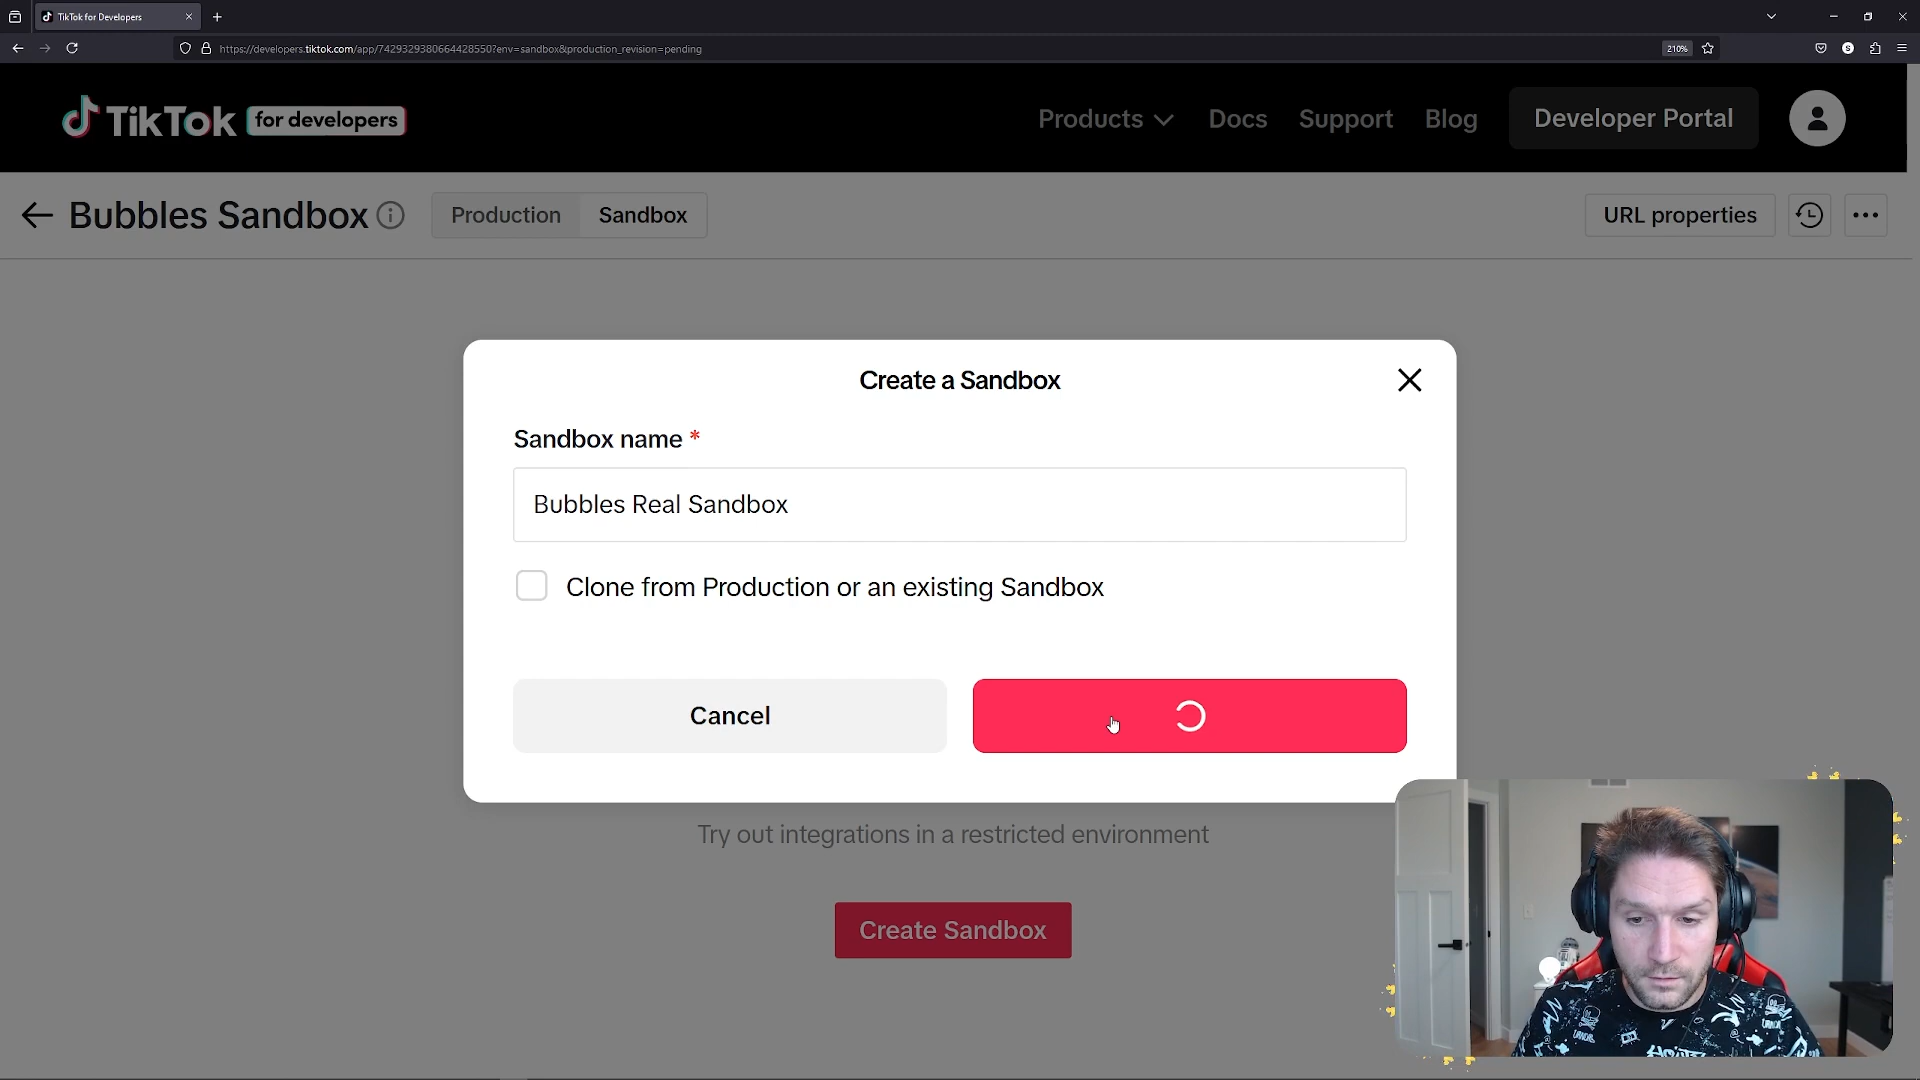 TikTok for Developers
https://developers.tiktok.com/app/7429329380664428550?env=sandbox&production_revision=pending
210%
S
TikTok for developers
Products
Docs
Support
Blog
Developer Portal
Bubbles Sandbox
Production
Sandbox
URL properties
Create a Sandbox
Sandbox name *
Bubbles Real Sandbox
Clone from Production or an existing Sandbox
Cancel
Try out integrations in a restricted environment
Create Sandbox